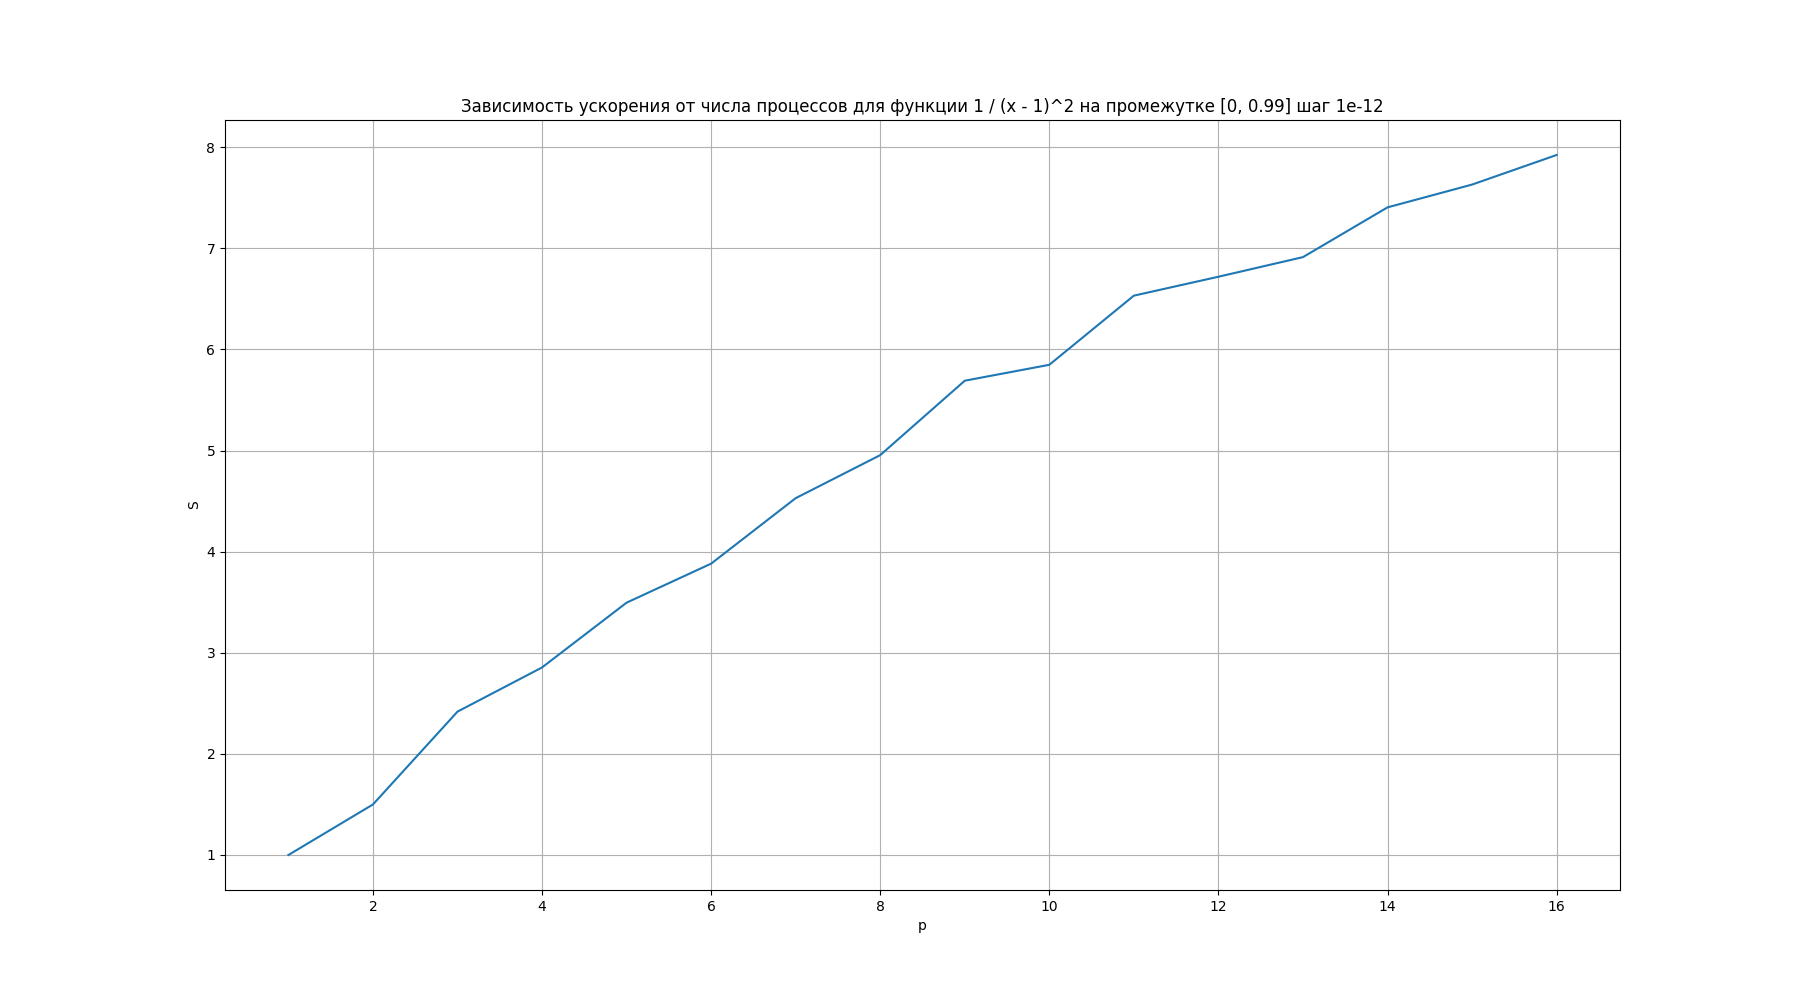 Зависимость ускорения от числа процессов для функции 1 / (x - 1)^2 на промежутке [0, 0.99] шаг 1e-12
8
7
6
5
4
3
2
1
S
2 4 6 8 10 12 14 16
p